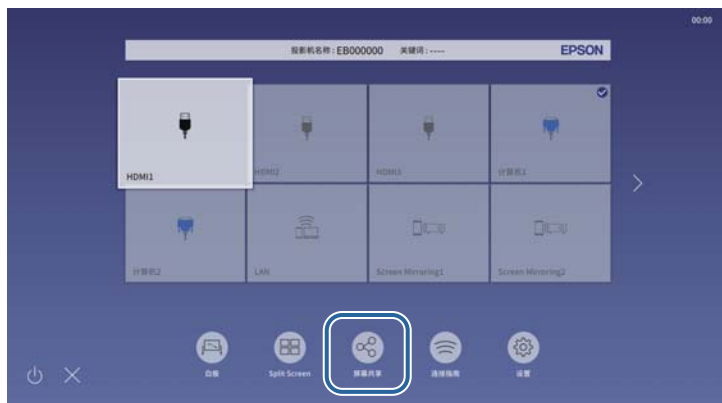 00:00
投影机名称 : EB000000 关键词 : ---- EPSON
HDMI1 HDMI2 HDMI3 计算机1
计算机2 LAN Screen Mirroring1 Screen Mirroring2
白板 Split Screen 屏幕共享 连接指南 设置